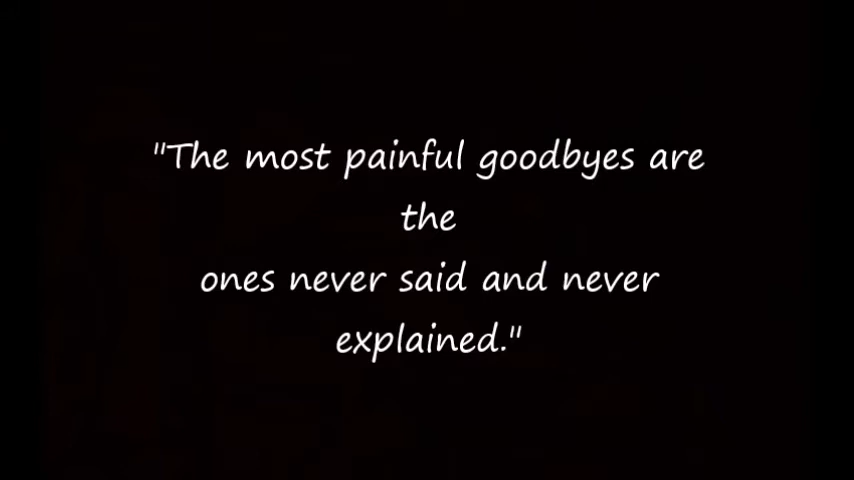 "The most painful goodbyes are
the
ones never said and never
explained."